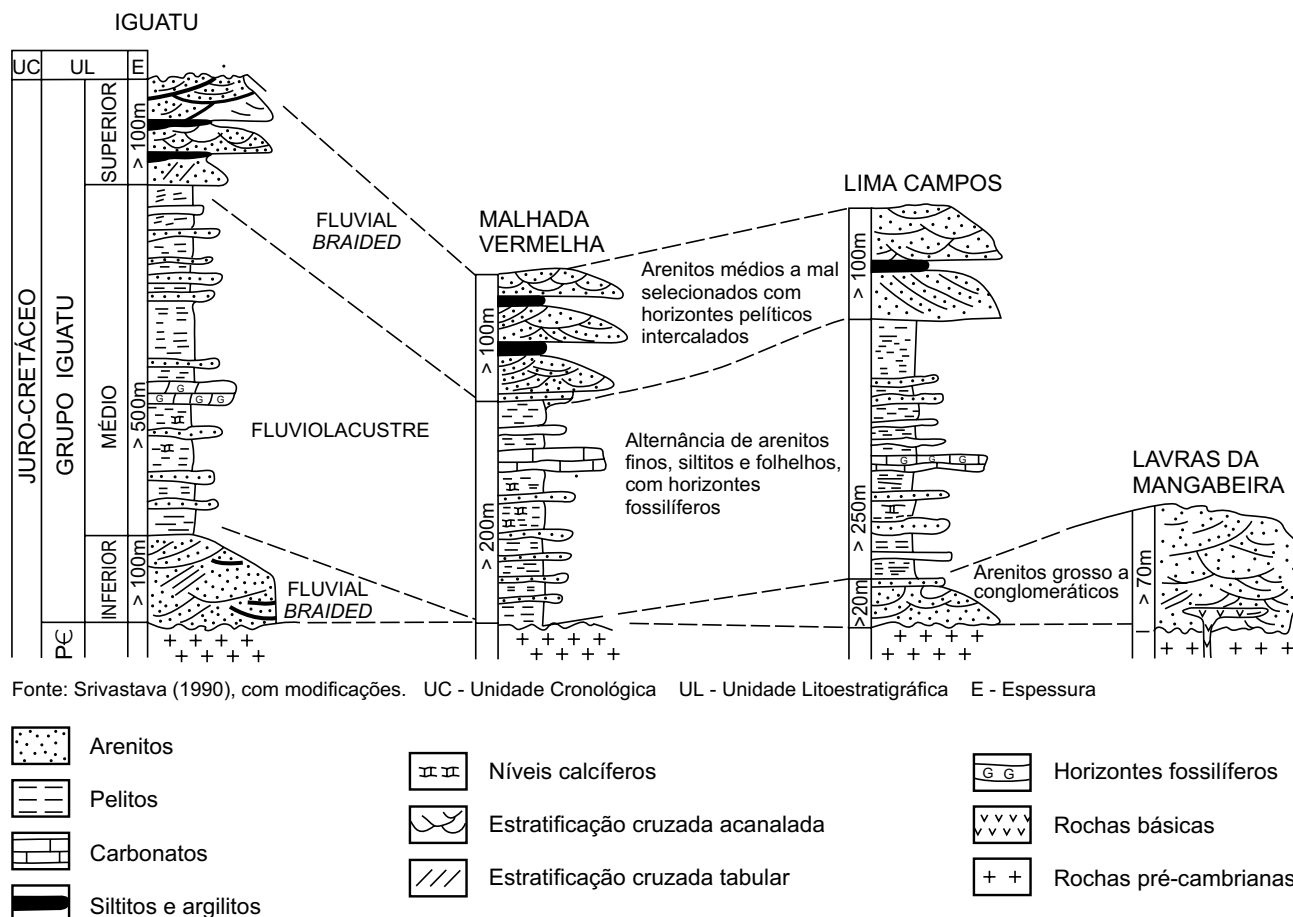 IGUATU
UC UL E
JURO-CRETÁCEO
GRUPO IGUATU
SUPERIOR
> 100m
MÉDIO
> 500m
INFERIOR
> 100m
PЄ
FLUVIAL
BRAIDED
FLUVIOLACUSTRE
FLUVIAL
BRAIDED
MALHADA
VERMELHA
> 100m
> 200m
Arenitos médios a mal
selecionados com
horizontes pelíticos
intercalados
Alternância de arenitos
finos, siltitos e folhelhos,
com horizontes
fossilíferos
LIMA CAMPOS
> 100m
> 250m
>20m
Arenitos grosso a
conglomeráticos
LAVRAS DA
MANGABEIRA
> 70m
G G G
G G G G
G G G
Fonte: Srivastava (1990), com modificações. UC - Unidade Cronológica UL - Unidade Litoestratigráfica E - Espessura
Arenitos
Pelitos
Carbonatos
Siltitos e argilitos
Níveis calcíferos
Estratificação cruzada acanalada
Estratificação cruzada tabular
G G
Horizontes fossilíferos
Rochas básicas
Rochas pré-cambrianas